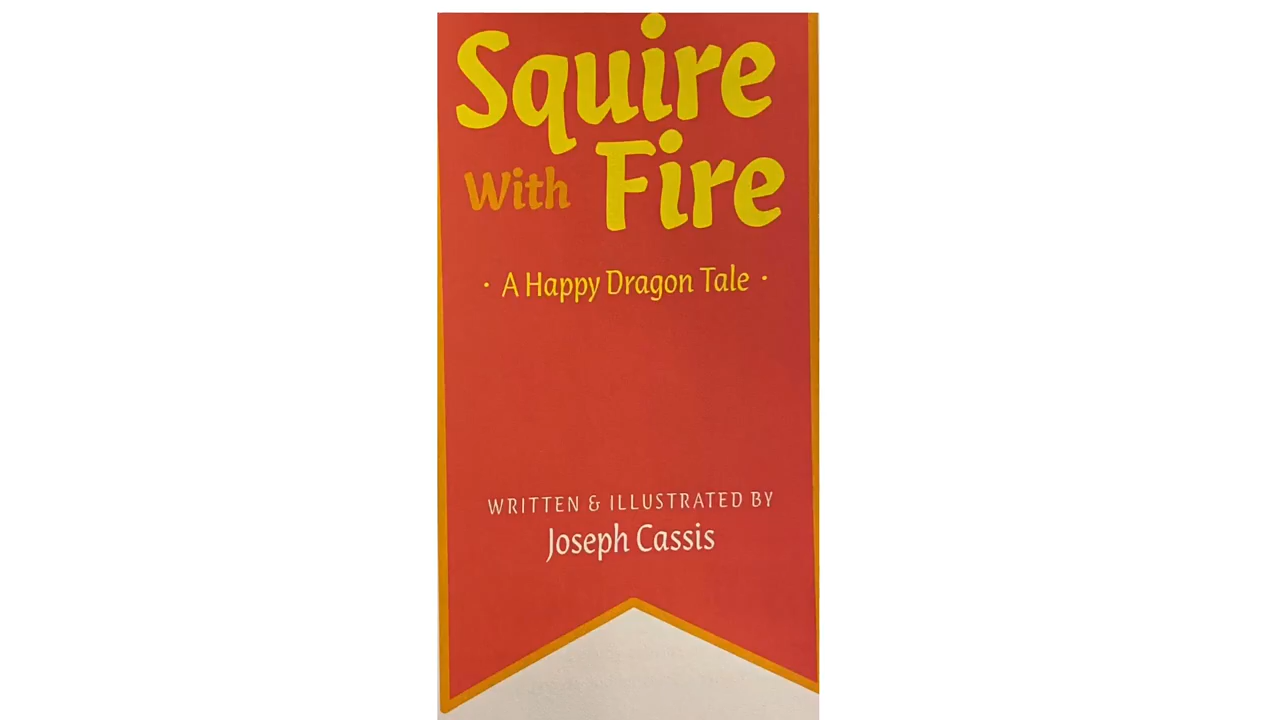 Squire
With Fire
· A Happy Dragon Tale ·
WRITTEN & ILLUSTRATED BY
Joseph Cassis